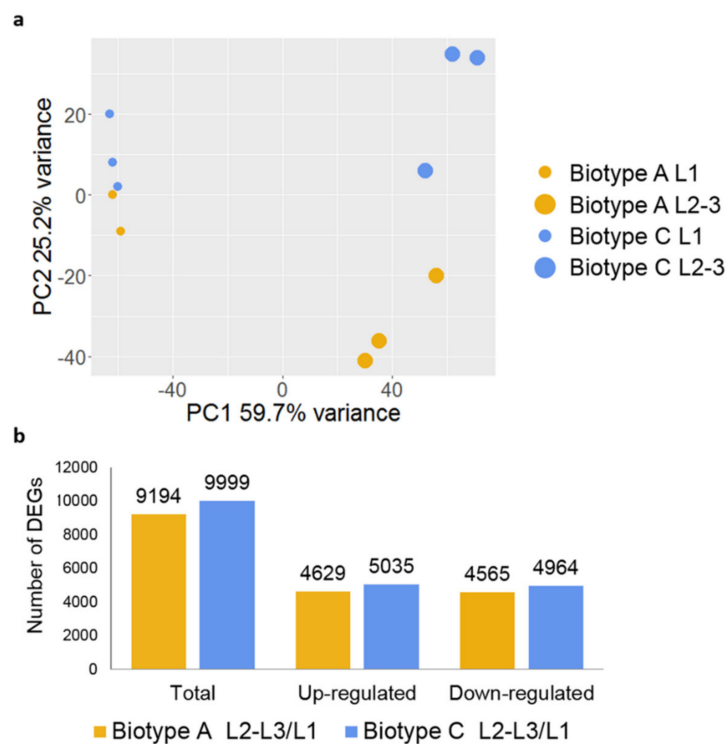 a
PC2 25.2% variance
20
0
-20
-40
-40
0
40
PC1 59.7% variance
Biotype A L1
Biotype A L2-3
Biotype C L1
Biotype C L2-3
b
Number of DEGs
12000
10000
8000
6000
4000
2000
0
9194
9999
4629
5035
4565
4964
Total
Up-regulated
Down-regulated
Biotype A L2-L3/L1
Biotype C L2-L3/L1